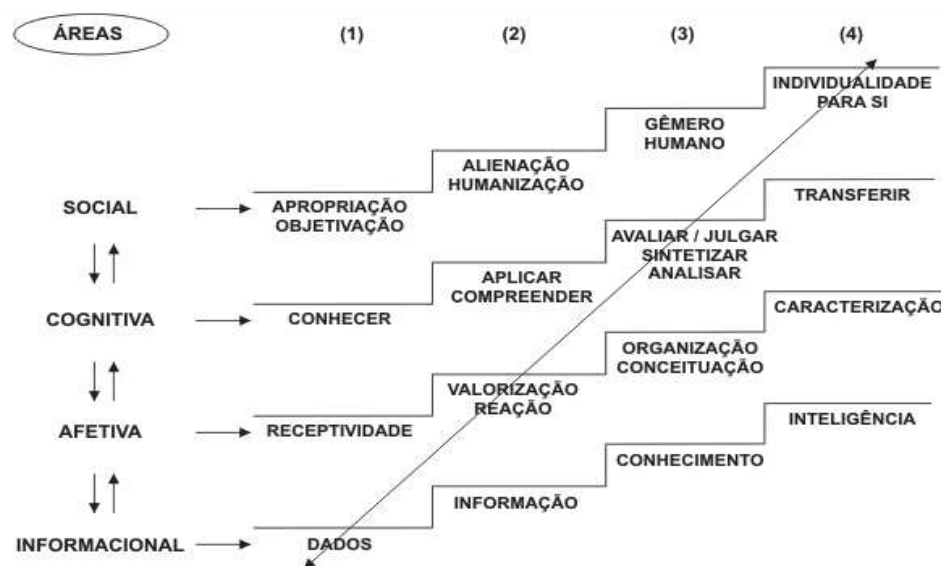 ÁREAS
(1)
(2)
(3)
(4)
SOCIAL
APROPRIAÇÃO
OBJETIVAÇÃO
ALIENAÇÃO
HUMANIZAÇÃO
GÊMERO
HUMANO
INDIVIDUALIDADE
PARA SI
COGNITIVA
CONHECER
APLICAR
COMPREENDER
AVALIAR / JULGAR
SINTETIZAR
ANALISAR
TRANSFERIR
AFETIVA
RECEPTIVIDADE
VALORIZAÇÃO
REAÇÃO
ORGANIZAÇÃO
CONCEITUAÇÃO
CARACTERIZAÇÃO
INFORMACIONAL
DADOS
INFORMAÇÃO
CONHECIMENTO
INTELIGÊNCIA